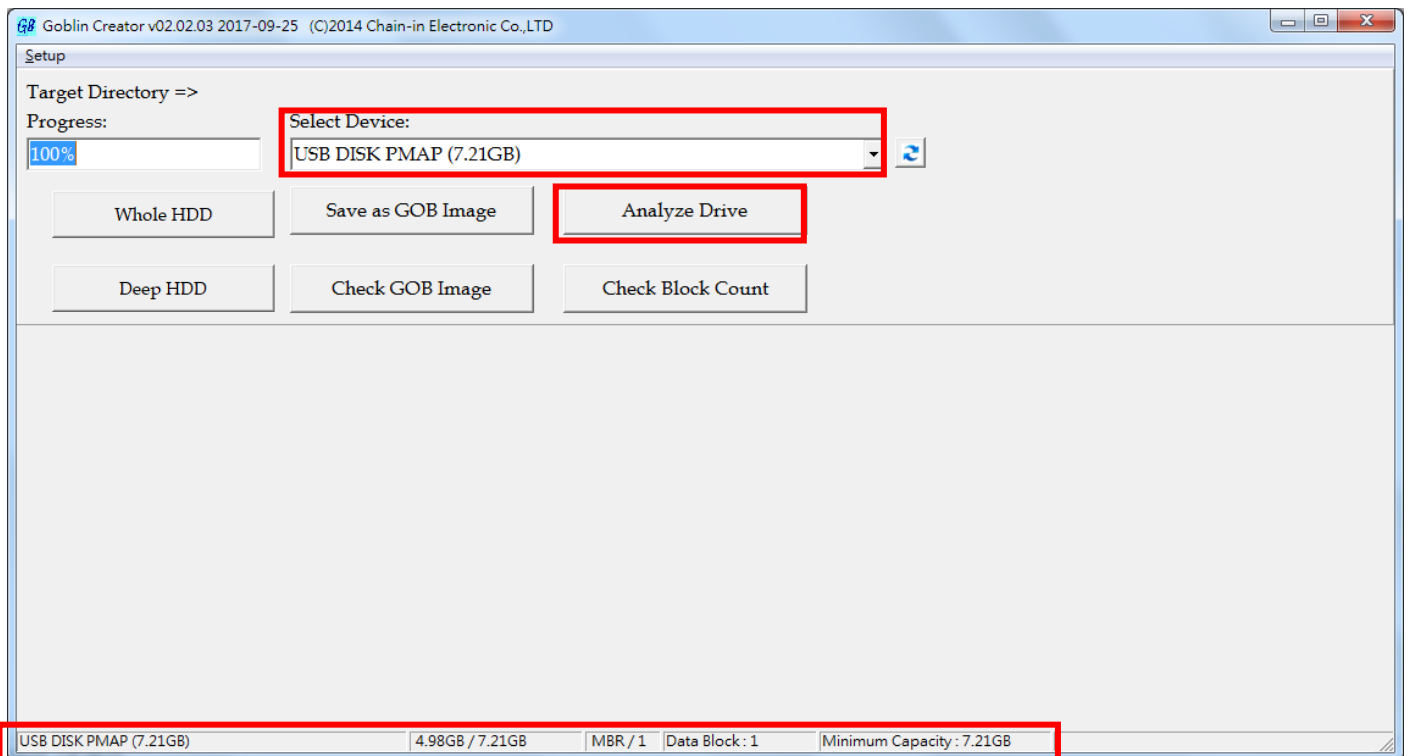 GB Goblin Creator v02.02.03 2017-09-25 (C)2014 Chain-in Electronic Co.,LTD
Setup
Target Directory =>
Progress:
Select Device:
100%
USB DISK PMAP (7.21GB)
Whole HDD
Save as GOB Image
Analyze Drive
Deep HDD
Check GOB Image
Check Block Count
USB DISK PMAP (7.21GB)
4.98GB / 7.21GB
MBR / 1
Data Block : 1
Minimum Capacity : 7.21GB